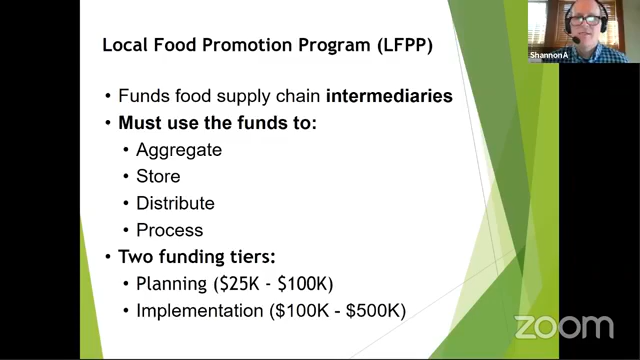 Local Food Promotion Program (LFPP)
Shannon A
• Funds food supply chain intermediaries
• Must use the funds to:
• Aggregate
• Store
• Distribute
• Process
• Two funding tiers:
• Planning ($25K - $100K)
• Implementation ($100K - $500K)
zoom